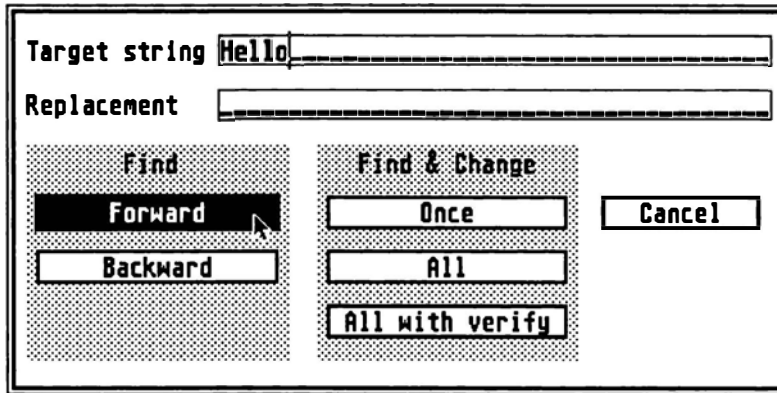 Target string Hello
Replacement
Find
Find & Change
Forward
Once
Cancel
Backward
All
All with verify